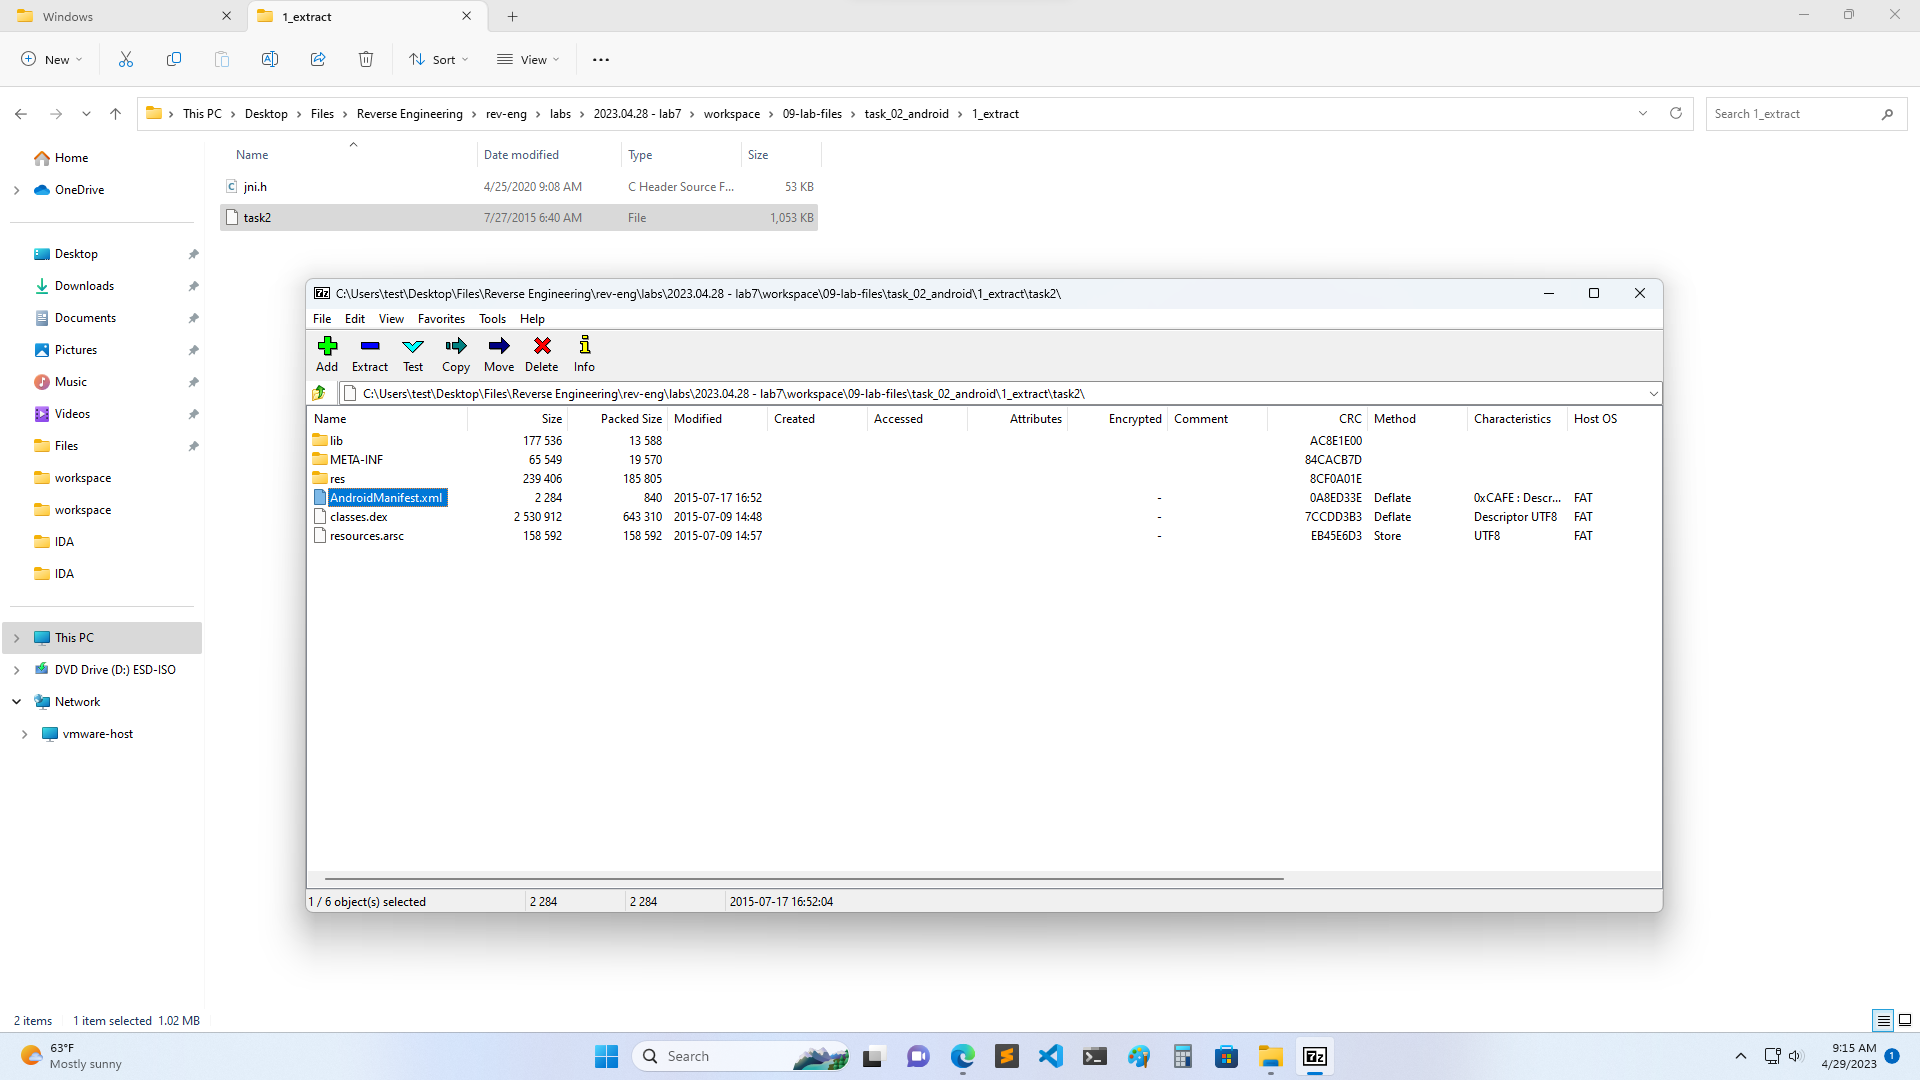 Windows
1_extract
New
Sort
View
This PC > Desktop > Files > Reverse Engineering > rev-eng > labs > 2023.04.28 - lab7 > workspace > 09-lab-files > task_02_android > 1_extract
Search 1_extract
Home
OneDrive
Desktop
Downloads
Documents
Pictures
Music
Videos
Files
workspace
workspace
IDA
IDA
This PC
DVD Drive (D:) ESD-ISO
Network
vmware-host
Name Date modified Type Size
jni.h 4/25/2020 9:08 AM C Header Source F... 53 KB
task2 7/27/2015 6:40 AM File 1,053 KB
7z C:\Users\test\Desktop\Files\Reverse Engineering\rev-eng\labs\2023.04.28 - lab7\workspace\09-lab-files\task_02_android\1_extract\task2\
File Edit View Favorites Tools Help
Add Extract Test Copy Move Delete Info
C:\Users\test\Desktop\Files\Reverse Engineering\rev-eng\labs\2023.04.28 - lab7\workspace\09-lab-files\task_02_android\1_extract\task2\
Name Size Packed Size Modified Created Accessed Attributes Encrypted Comment CRC Method Characteristics Host OS
lib 177 536 13 588 AC8E1E00
META-INF 65 549 19 570 84CACB7D
res 239 406 185 805 8CF0A01E
AndroidManifest.xml 2 284 840 2015-07-17 16:52 - 0A8ED33E Deflate 0xCAFE : Descr... FAT
classes.dex 2 530 912 643 310 2015-07-09 14:48 - 7CCDD3B3 Deflate Descriptor UTF8 FAT
resources.arsc 158 592 158 592 2015-07-09 14:57 - EB45E6D3 Store UTF8 FAT
1 / 6 object(s) selected 2 284 2 284 2015-07-17 16:52:04
2 items 1 item selected 1.02 MB
63°F
Mostly sunny
Search
7z
9:15 AM
4/29/2023
1